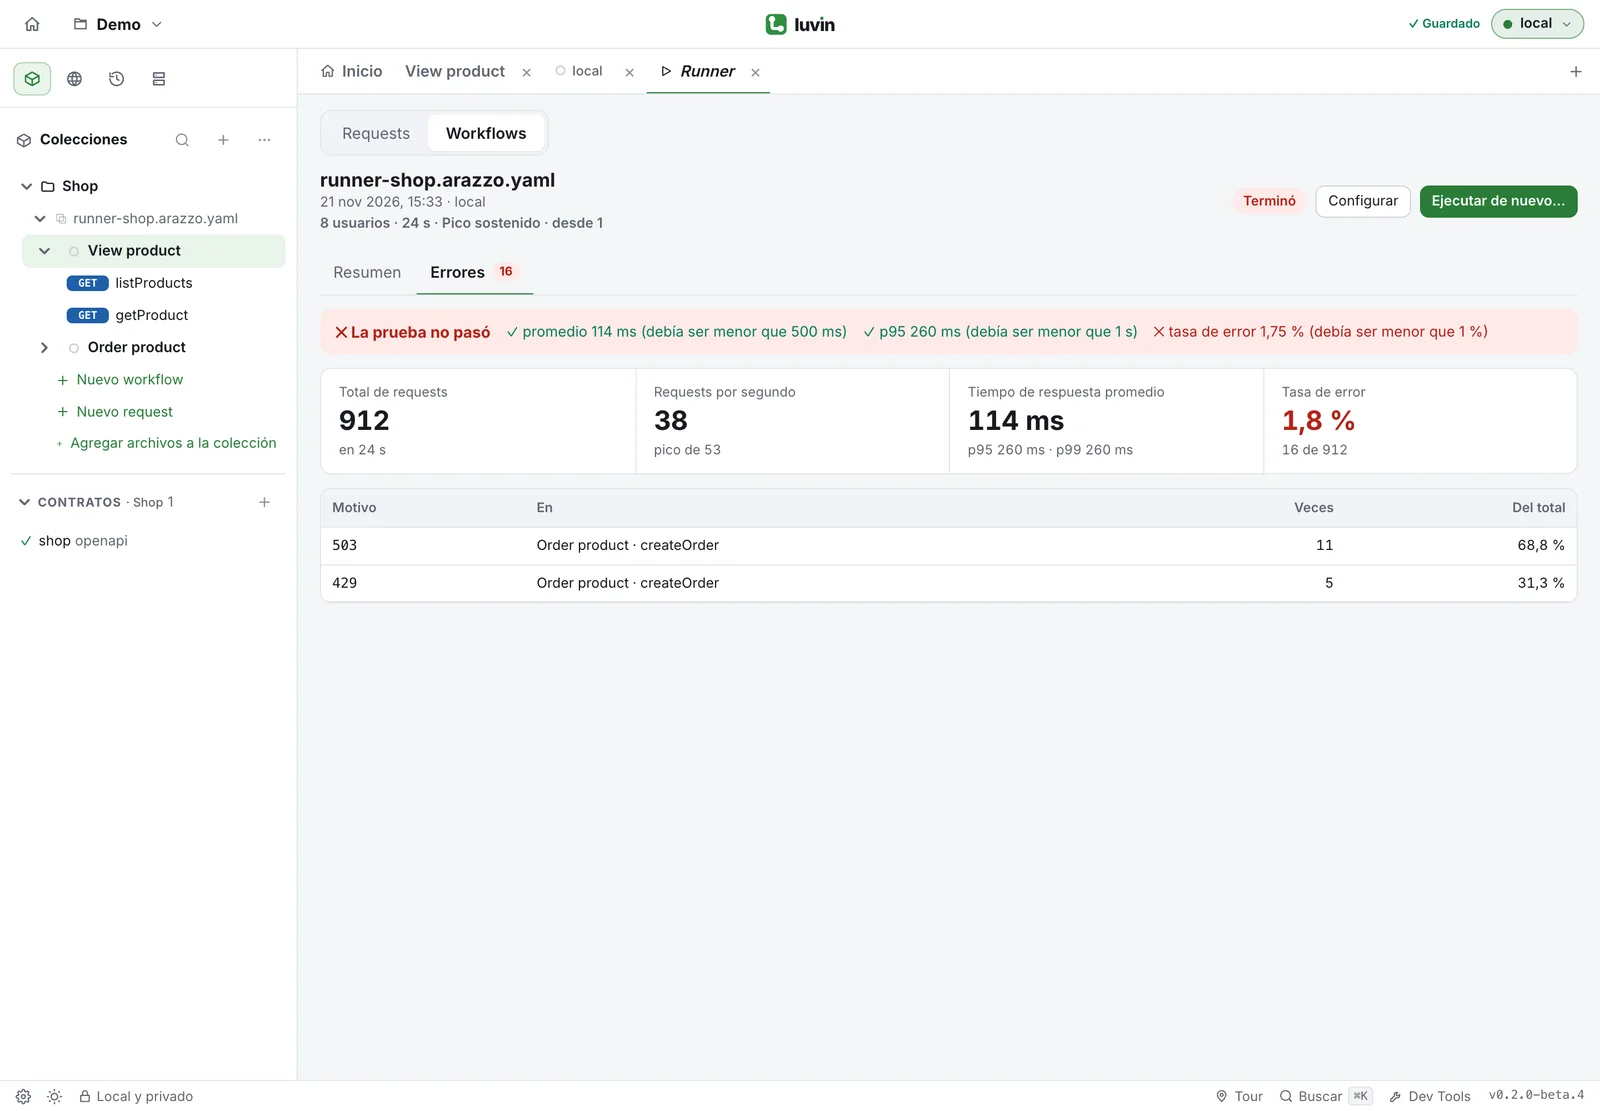 Demo
luvin
Guardado
local
Inicio
View product
local
Runner
Colecciones
Shop
runner-shop.arazzo.yaml
View product
GET listProducts
GET getProduct
Order product
+ Nuevo workflow
+ Nuevo request
+ Agregar archivos a la colección
CONTRATOS · Shop 1
shop openapi
Requests
Workflows
runner-shop.arazzo.yaml
21 nov 2026, 15:33 · local
8 usuarios · 24 s · Pico sostenido · desde 1
Terminó
Configurar
Ejecutar de nuevo...
Resumen
Errores 16
La prueba no pasó ✓ promedio 114 ms (debía ser menor que 500 ms) ✓ p95 260 ms (debía ser menor que 1 s) ✕ tasa de error 1,75 % (debía ser menor que 1 %)
Total de requests
912
en 24 s
Requests por segundo
38
pico de 53
Tiempo de respuesta promedio
114 ms
p95 260 ms · p99 260 ms
Tasa de error
1,8 %
16 de 912
Motivo En Veces Del total
503 Order product · createOrder 11 68,8 %
429 Order product · createOrder 5 31,3 %
Local y privado
Tour
Buscar ⌘K
Dev Tools
v0.2.0-beta.4